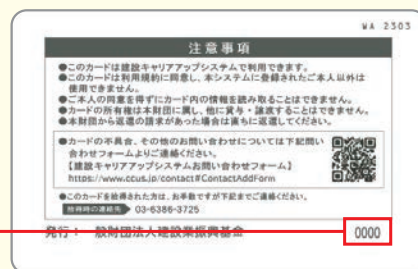 WA 2303
注意事項
●このカードは建設キャリアアップシステムで利用できます。
●このカードは利用規約に同意し、本システムに登録されたご本人以外は
使用できません。
●ご本人の同意を得ずにカード内の情報を読み取ることはできません。
●カードの所有権は本財団に属し、他に貸与・譲渡することはできません。
●本財団から返還の請求があった場合は直ちに返還してください。
●カードの不具合、その他のお問い合わせについては下記問い
合わせフォームよりご連絡ください。
【建設キャリアアップシステムお問い合わせフォーム】
https://www.ccus.jp/contact#ContactAddForm
●このカードを拾得された方は、お手数ですが下記までご連絡ください。
拾得時の連絡先 03-6386-3725
発行：一般財団法人建設業振興基金
0000